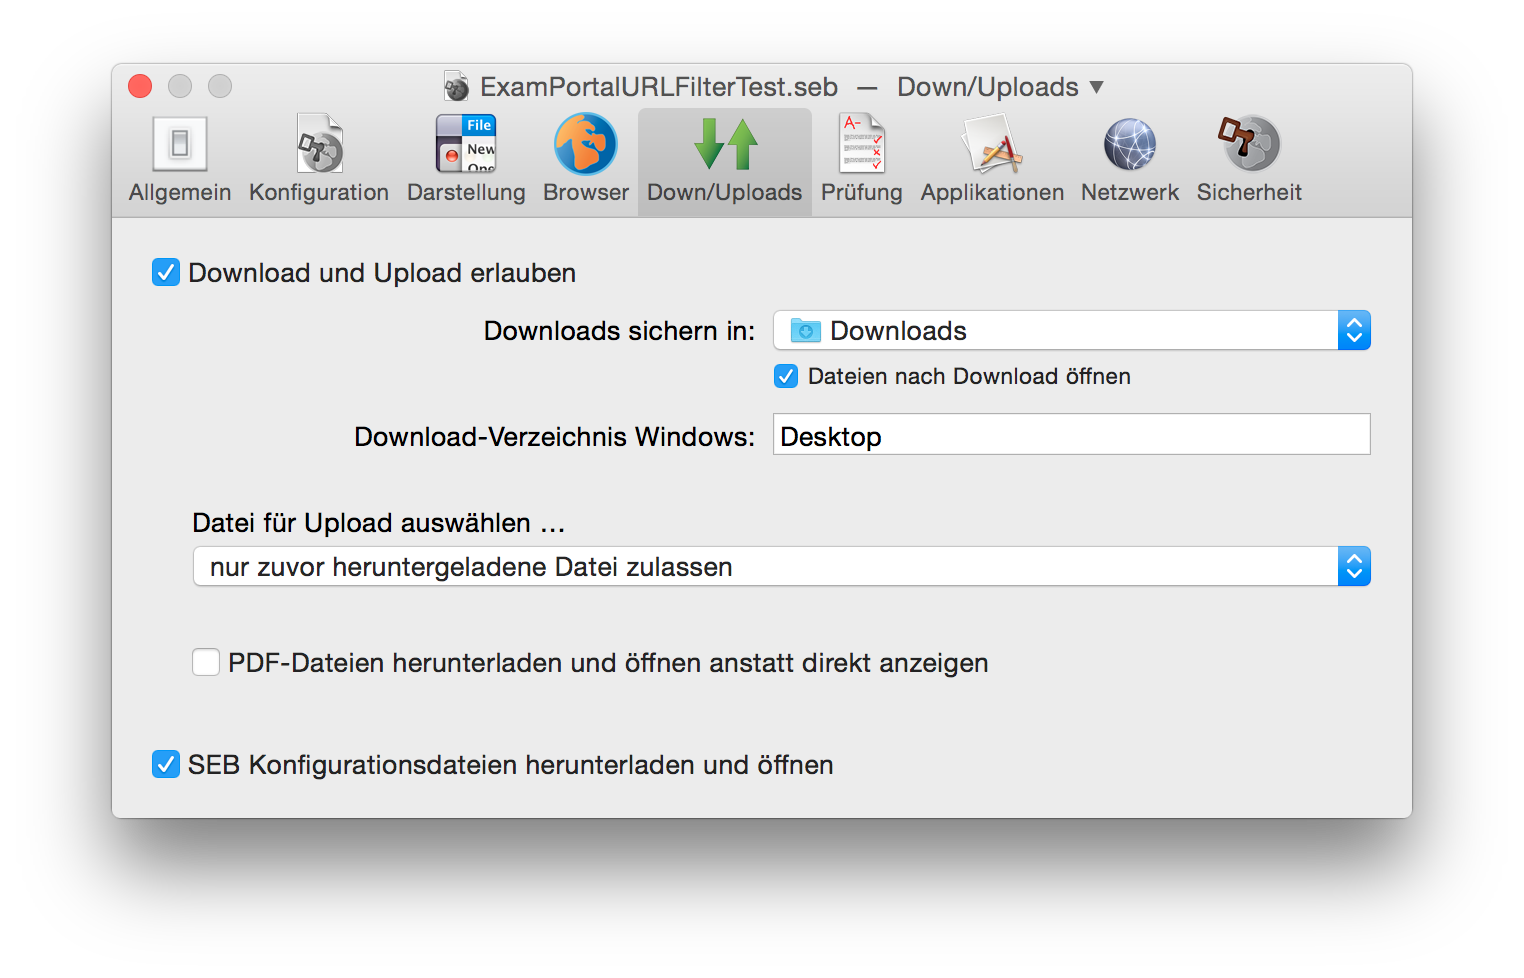 ExamPortalURLFilterTest.seb — Down/Uploads
File
New
A-
Allgemein Konfiguration Darstellung Browser Down/Uploads Prüfung Applikationen Netzwerk Sicherheit
Download und Upload erlauben
Downloads sichern in: Downloads
Dateien nach Download öffnen
Download-Verzeichnis Windows: Desktop
Datei für Upload auswählen ...
nur zuvor heruntergeladene Datei zulassen
PDF-Dateien herunterladen und öffnen anstatt direkt anzeigen
SEB Konfigurationsdateien herunterladen und öffnen